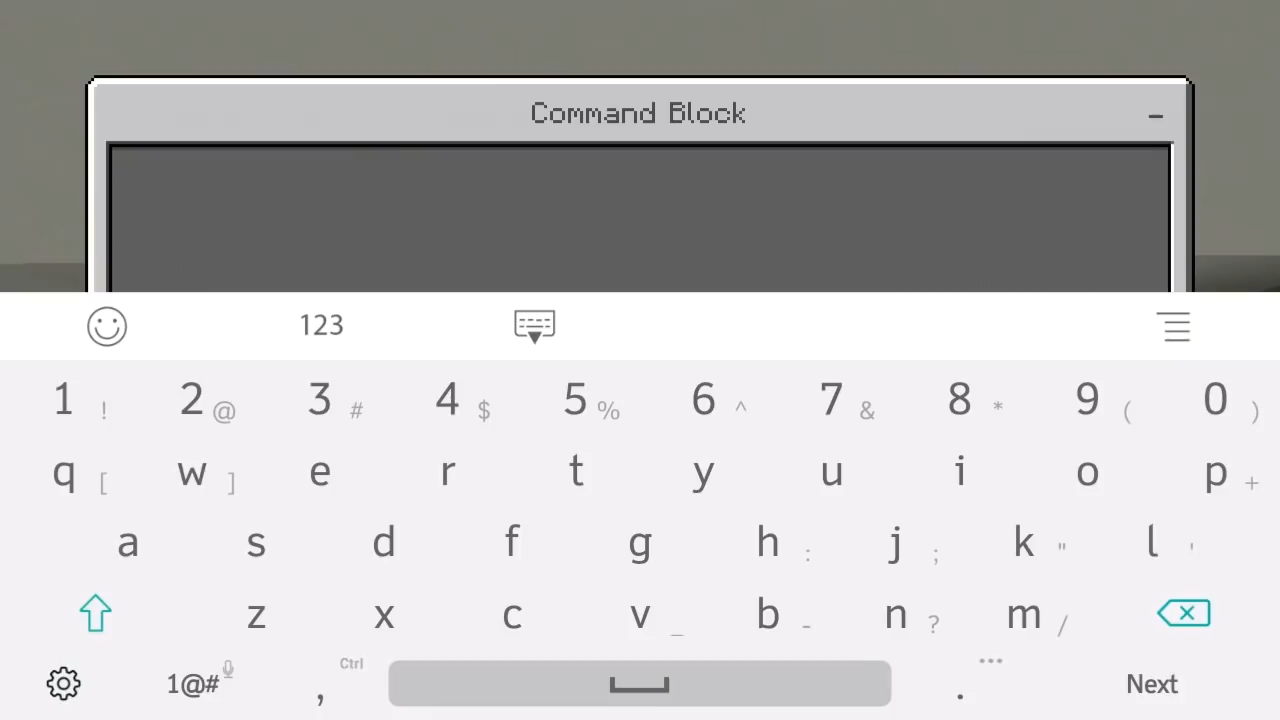 Command Block
123
1 ! 2 @ 3 # 4 $ 5 % 6 ^ 7 & 8 * 9 ( 0 )
q [ w ] e r t y u i o p +
a s d f g h : j ; k " l '
z x c v _ b - n ? m /
1@# Ctrl , . ... Next